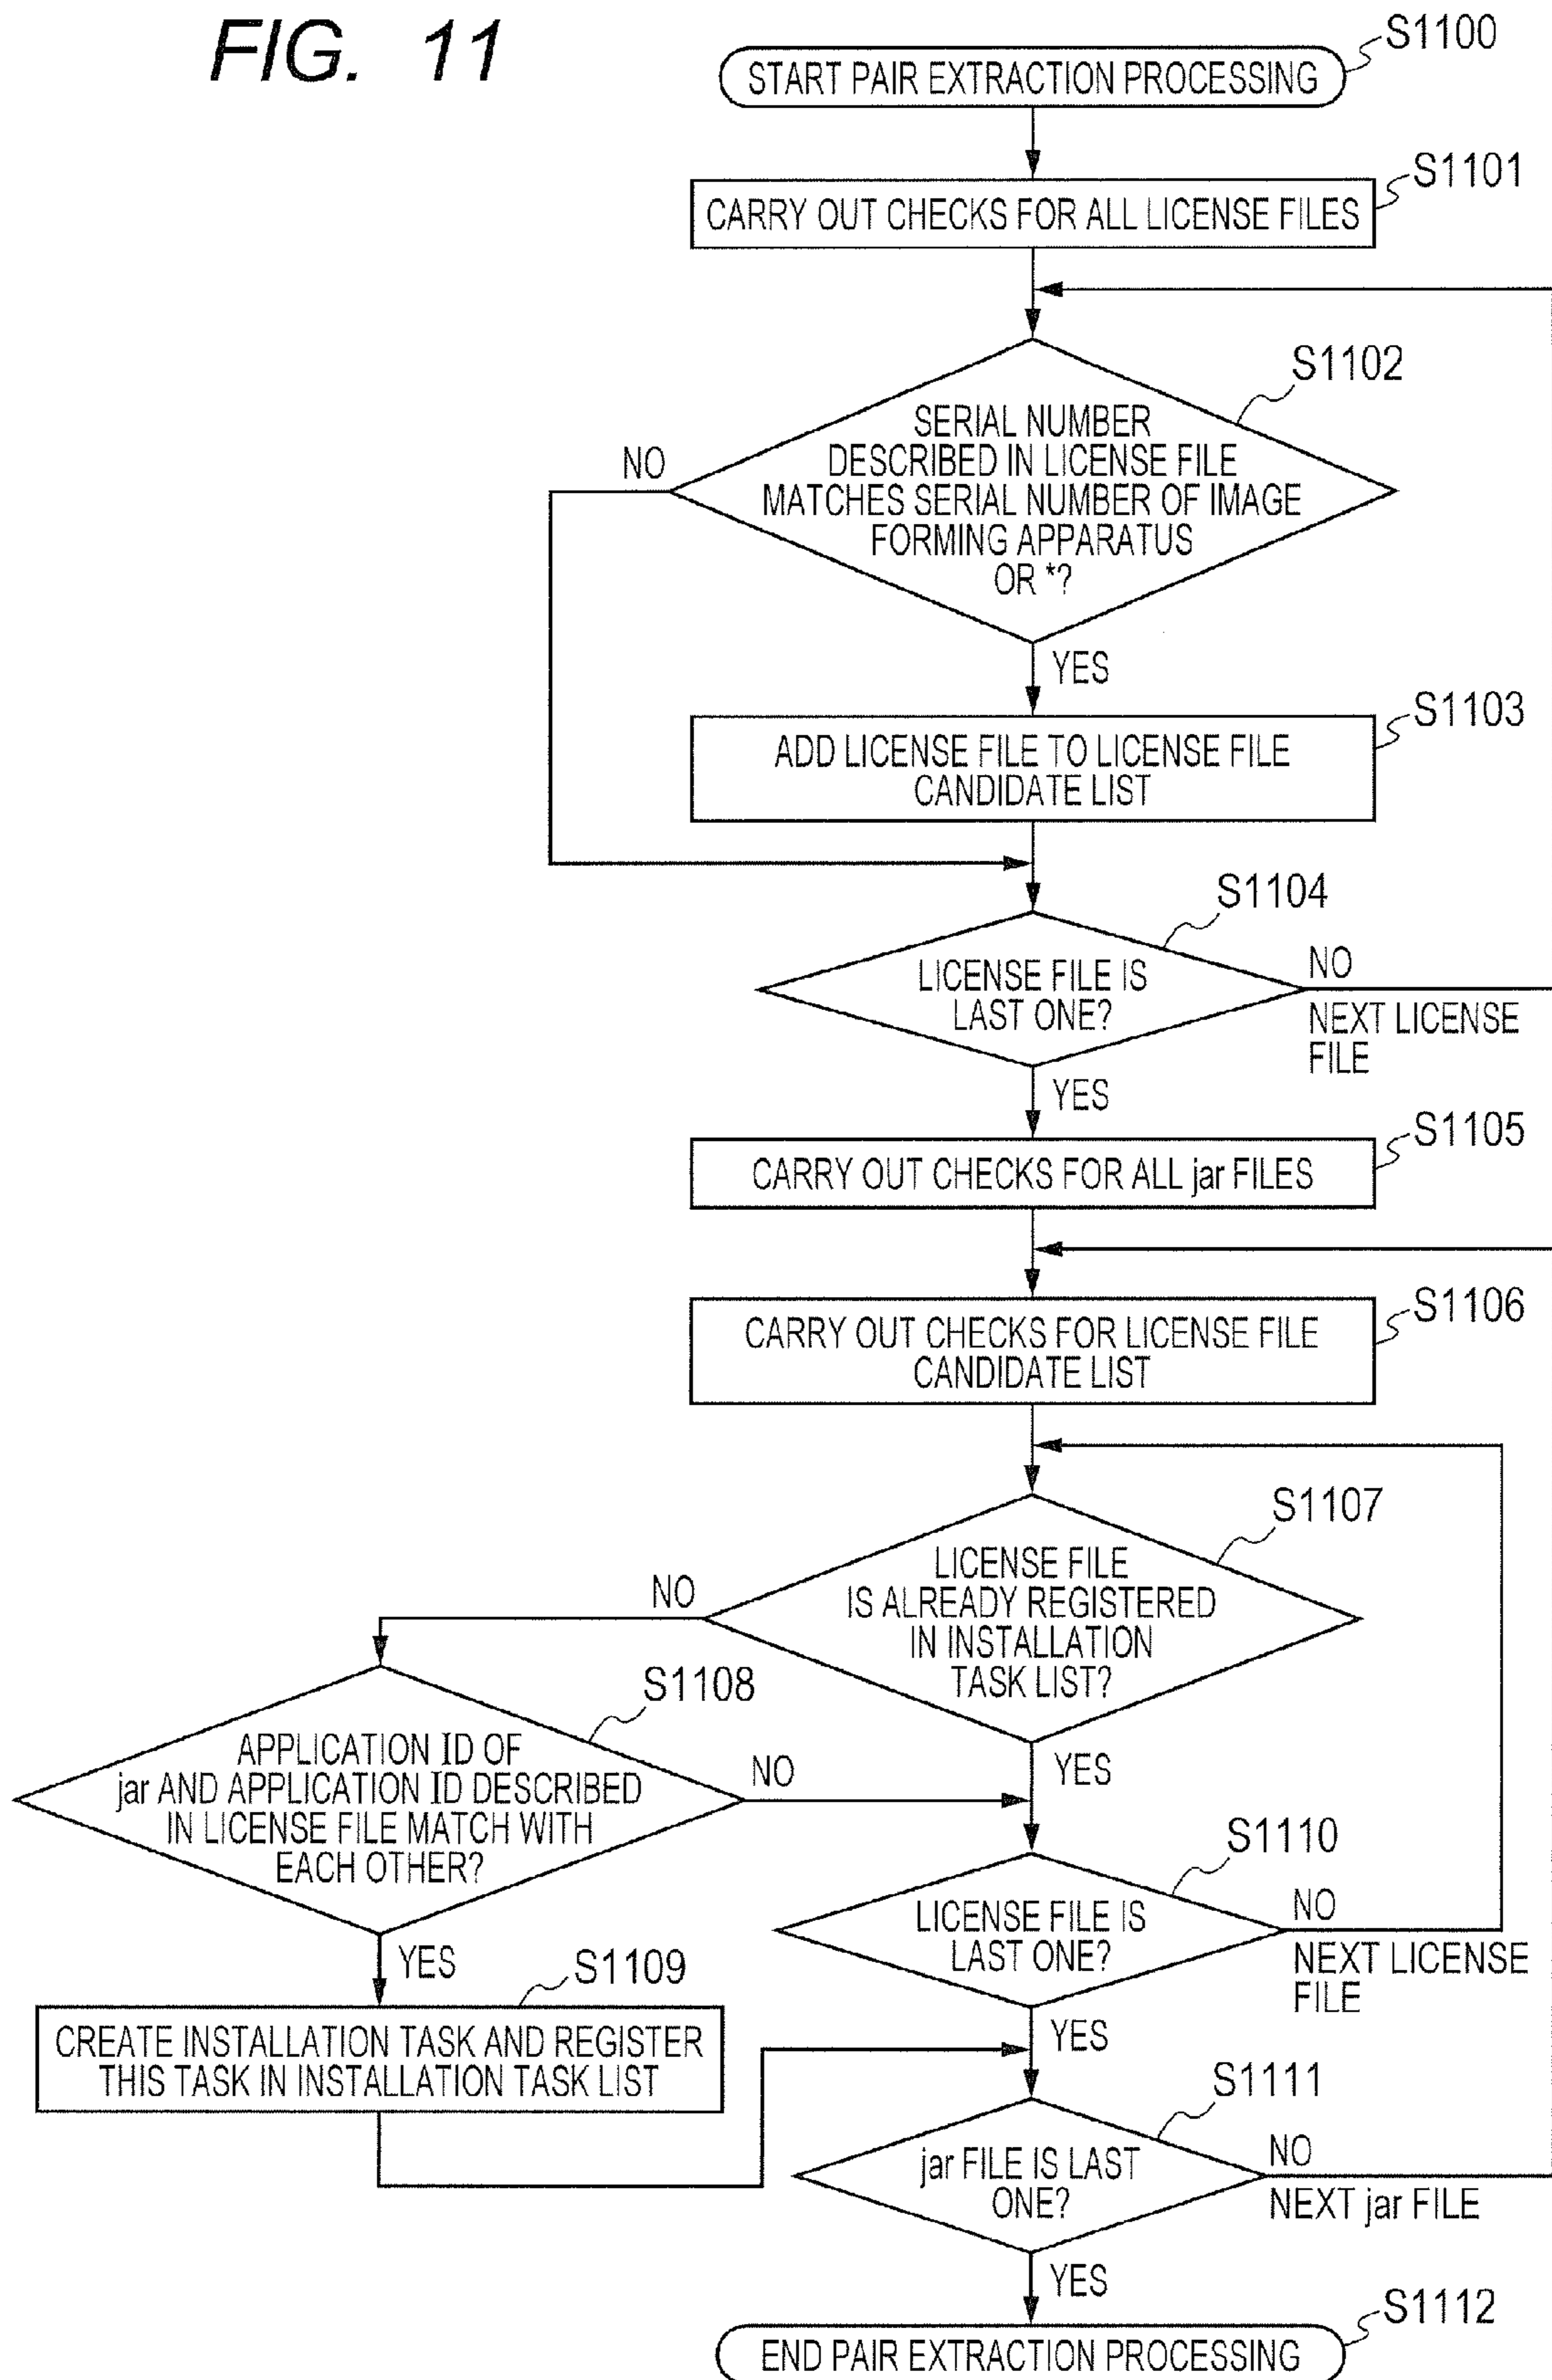 FIG. 11
S1100
START PAIR EXTRACTION PROCESSING
S1101
CARRY OUT CHECKS FOR ALL LICENSE FILES
S1102
SERIAL NUMBER
DESCRIBED IN LICENSE FILE
MATCHES SERIAL NUMBER OF IMAGE
FORMING APPARATUS
OR *?
NO
YES
S1103
ADD LICENSE FILE TO LICENSE FILE
CANDIDATE LIST
S1104
LICENSE FILE IS
LAST ONE?
NO
NEXT LICENSE
FILE
YES
S1105
CARRY OUT CHECKS FOR ALL jar FILES
S1106
CARRY OUT CHECKS FOR LICENSE FILE
CANDIDATE LIST
S1107
LICENSE FILE
IS ALREADY REGISTERED
IN INSTALLATION
TASK LIST?
NO
YES
S1108
APPLICATION ID OF
jar AND APPLICATION ID DESCRIBED
IN LICENSE FILE MATCH WITH
EACH OTHER?
NO
YES
S1109
CREATE INSTALLATION TASK AND REGISTER
THIS TASK IN INSTALLATION TASK LIST
S1110
LICENSE FILE IS
LAST ONE?
NO
NEXT LICENSE
FILE
YES
S1111
jar FILE IS LAST
ONE?
NO
NEXT jar FILE
YES
S1112
END PAIR EXTRACTION PROCESSING